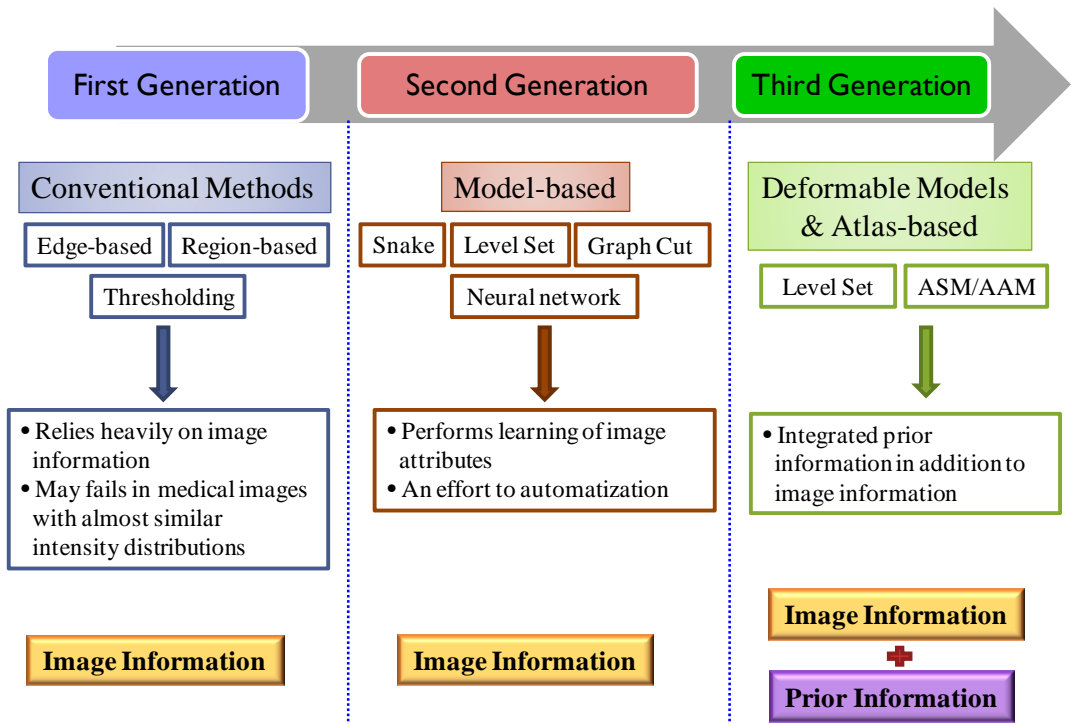 First Generation
Second Generation
Third Generation
Conventional Methods
Edge-based
Region-based
Thresholding
• Relies heavily on image
information
• May fails in medical images
with almost similar
intensity distributions
Image Information
Model-based
Snake
Level Set
Graph Cut
Neural network
• Performs learning of image
attributes
• An effort to automatization
Image Information
Deformable Models
& Atlas-based
Level Set
ASM/AAM
• Integrated prior
information in addition to
image information
Image Information
Prior Information